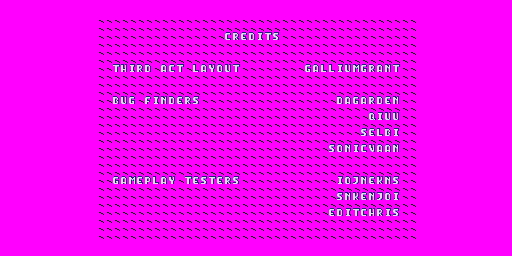 CREDITS
THIRD ACT LAYOUT GALLIUMGRANT
BUG FINDERS DAGARDEN
QIUU
SELBI
SONICVAAN
GAMEPLAY TESTERS IOJNEKNS
SNKENJOI
EDITCHRIS